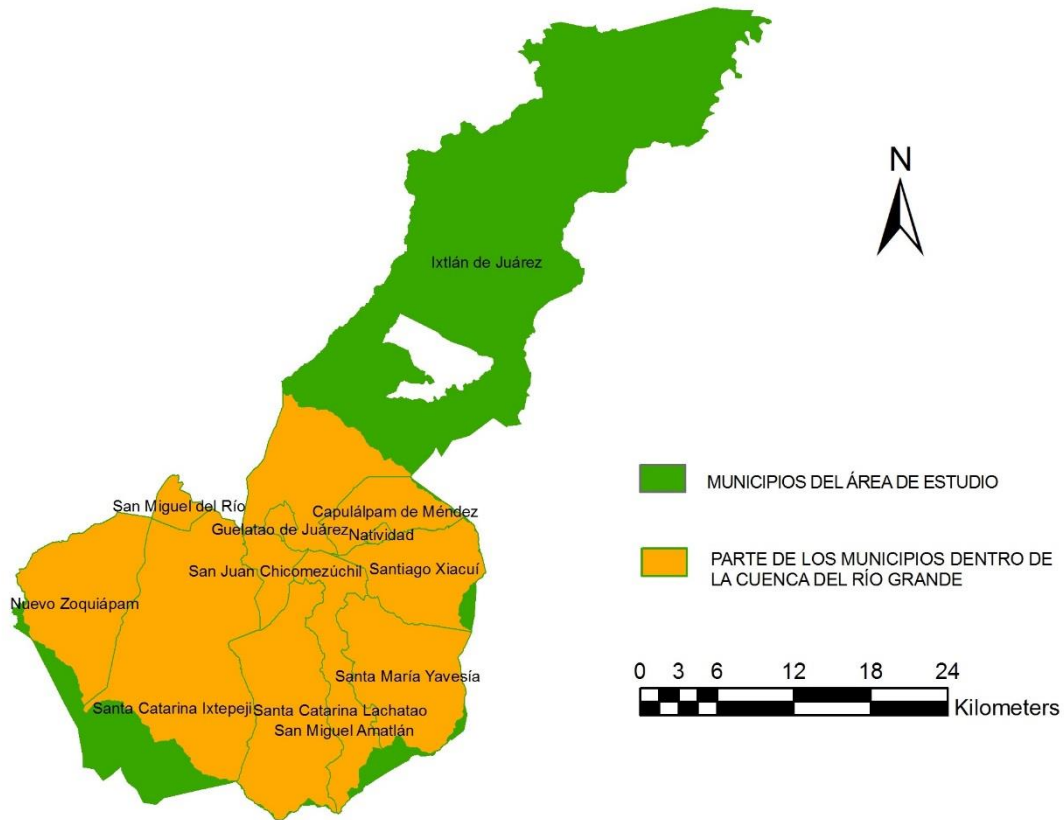 N
Ixtlán de Juárez
MUNICIPIOS DEL ÁREA DE ESTUDIO
San Miguel del Río
Capulálpam de Méndez
Guelatao de Juárez
Natividad
PARTE DE LOS MUNICIPIOS DENTRO DE
LA CUENCA DEL RÍO GRANDE
San Juan Chicomezúchil
Santiago Xiacuí
Nuevo Zoquiápam
Santa María Yavesía
0 3 6 12 18 24
Kilometers
Santa Catarina Ixtepeji
Santa Catarina Lachatao
San Miguel Amatlán